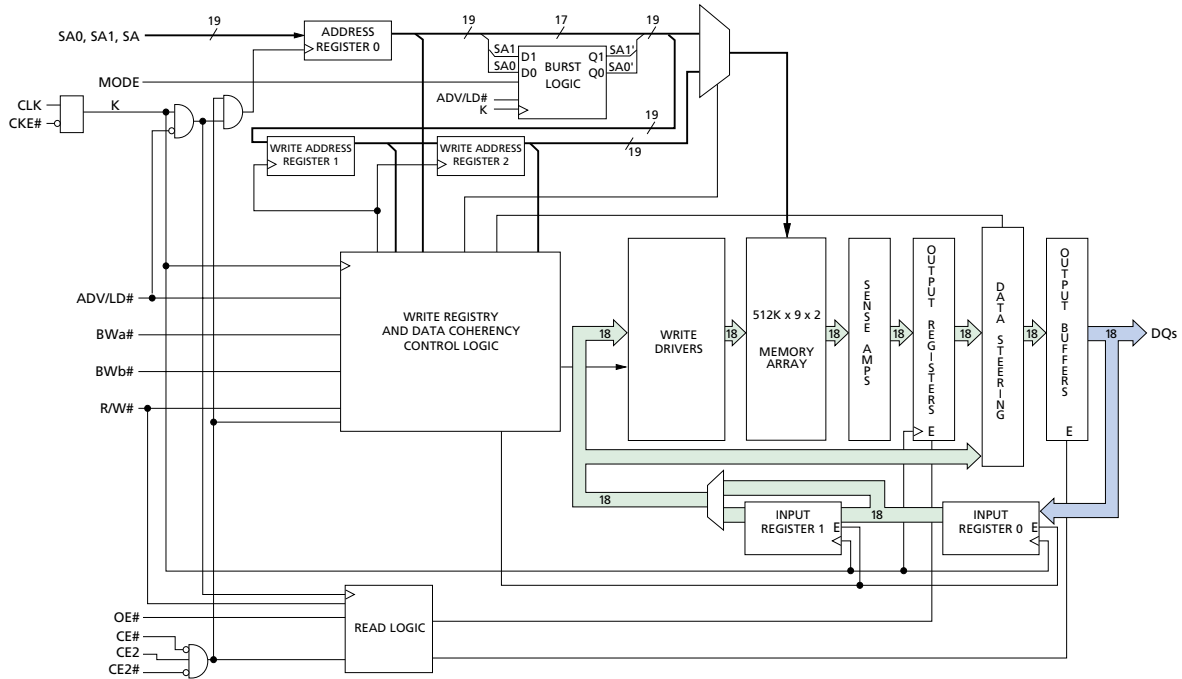 SA0, SA1, SA
19
ADDRESS
REGISTER 0
19
17
19
SA1
SA0
D1
D0
BURST
LOGIC
Q1
Q0
SA1'
SA0'
MODE
ADV/LD#
K
CLK
CKE#
K
19
19
WRITE ADDRESS
REGISTER 1
WRITE ADDRESS
REGISTER 2
ADV/LD#
BWa#
BWb#
R/W#
WRITE REGISTRY
AND DATA COHERENCY
CONTROL LOGIC
18
WRITE
DRIVERS
18
512K x 9 x 2
MEMORY
ARRAY
18
SENSE AMPS
18
OUTPUT REGISTERS
E
18
DATA STEERING
18
OUTPUT BUFFERS
E
18
DQs
18
INPUT
REGISTER 1
E
18
INPUT
REGISTER 0
E
OE#
CE#
CE2
CE2#
READ LOGIC